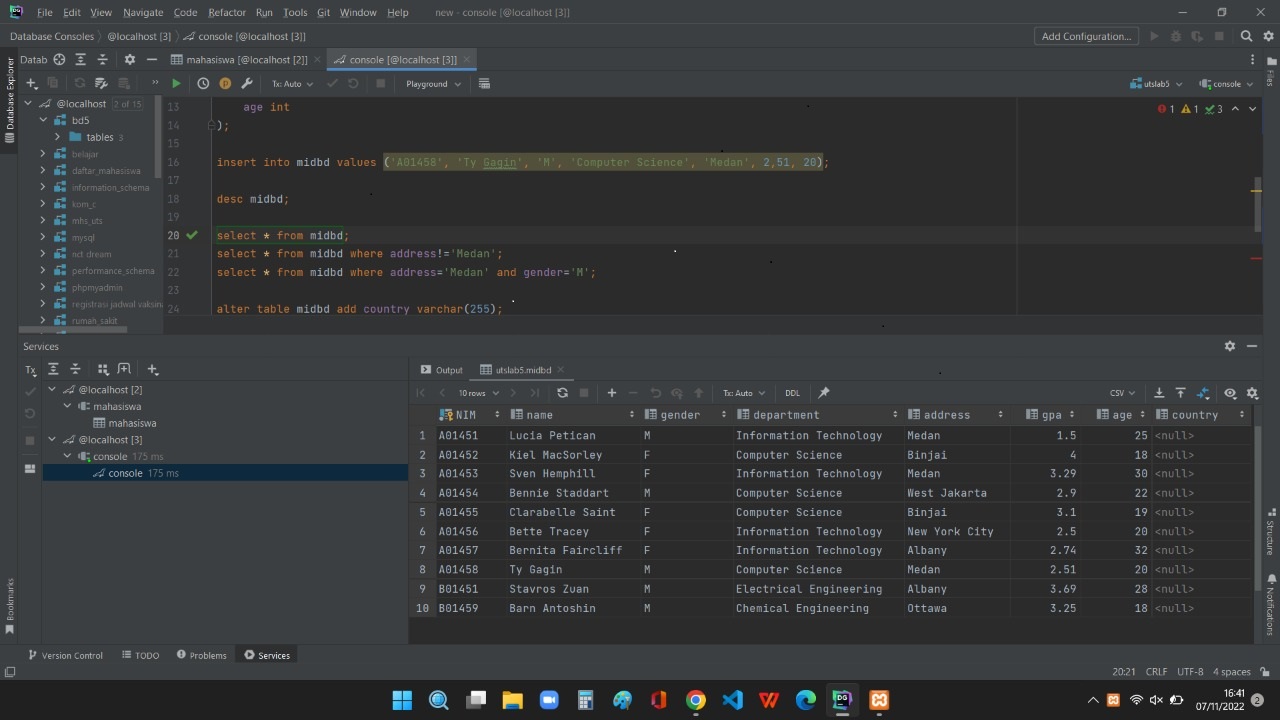 File Edit View Navigate Code Refactor Run Tools Git Window Help new - console [@localhost [3]]
Database Consoles @localhost [3] console [@localhost [3]] Add Configuration...
Datab mahasiswa [@localhost [2]] console [@localhost [3]]
Tx: Auto Playground utslab5 console
Database Explorer
Files
@localhost 2 of 15
bd5
tables 3
belajar
daftar_mahasiswa
information_schema
kom_c
mhs_uts
mysql
nct dream
performance_schema
phpmyadmin
registrasi jadwal vaksina
rumah_sakit
1 1 3
13 age int
14 );
15
16 insert into midbd values ('A01458', 'Ty Gagin', 'M', 'Computer Science', 'Medan', 2,51, 20);
17
18 desc midbd;
19
20 select * from midbd;
21 select * from midbd where address!='Medan';
22 select * from midbd where address='Medan' and gender='M';
23
24 alter table midbd add country varchar(255);
Services
Tx
@localhost [2]
mahasiswa
mahasiswa
@localhost [3]
console 175 ms
console 175 ms
Output utslab5.midbd
10 rows Tx: Auto DDL CSV
NIM name gender department address gpa age country
1 A01451 Lucia Petican M Information Technology Medan 1.5 25 <null>
2 A01452 Kiel MacSorley F Computer Science Binjai 4 18 <null>
3 A01453 Sven Hemphill F Information Technology Medan 3.29 30 <null>
4 A01454 Bennie Staddart M Computer Science West Jakarta 2.9 22 <null>
5 A01455 Clarabelle Saint F Computer Science Binjai 3.1 19 <null>
6 A01456 Bette Tracey F Information Technology New York City 2.5 20 <null>
7 A01457 Bernita Faircliff F Information Technology Albany 2.74 32 <null>
8 A01458 Ty Gagin M Computer Science Medan 2.51 20 <null>
9 B01451 Stavros Zuan M Electrical Engineering Albany 3.69 28 <null>
10 B01459 Barn Antoshin M Chemical Engineering Ottawa 3.25 18 <null>
Structure
Bookmarks
Notifications
Version Control TODO Problems Services
20:21 CRLF UTF-8 4 spaces
16:41
07/11/2022
2